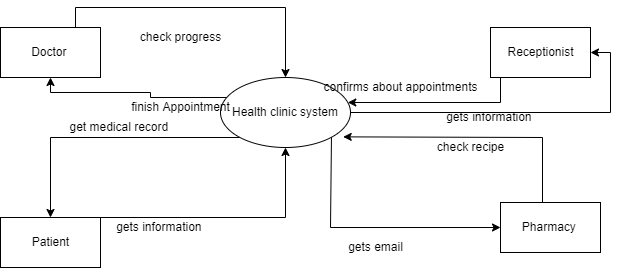 check progress
Doctor
Receptionist
confirms about appointments
finish Appointment
Health clinic system
gets information
get medical record
check recipe
gets information
Patient
Pharmacy
gets email